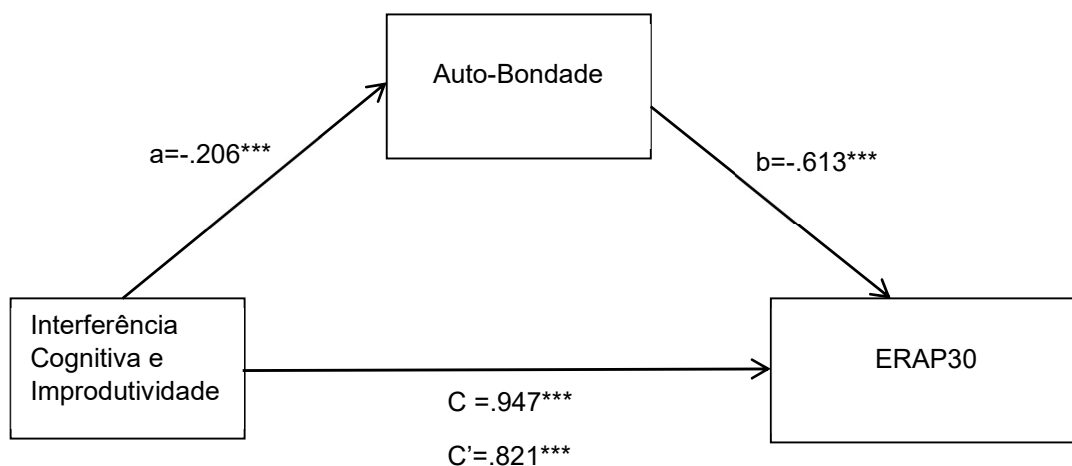 Auto-Bondade
a=-.206***
b=-.613***
Interferência
Cognitiva e
Improdutividade
ERAP30
C =.947***
C’=.821***